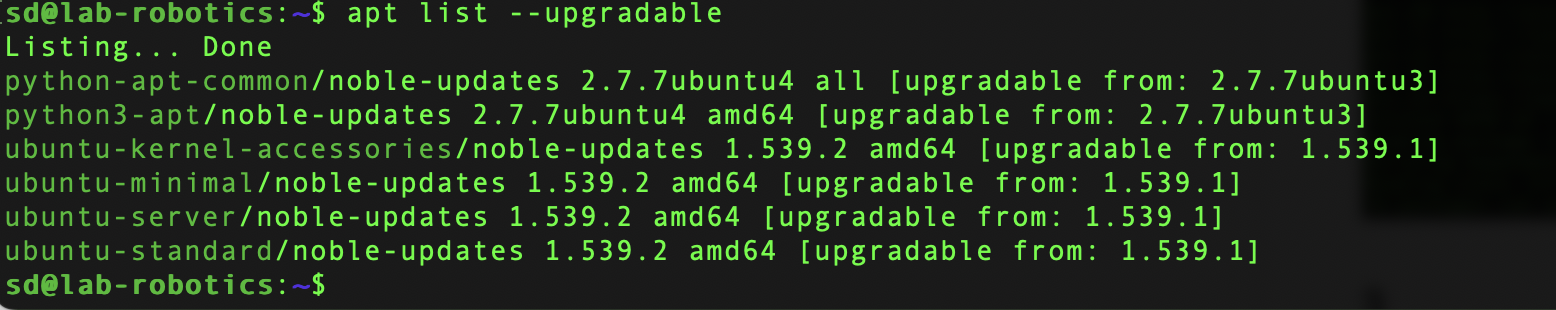 sd@lab-robotics:~$ apt list --upgradable
Listing... Done
python-apt-common/noble-updates 2.7.7ubuntu4 all [upgradable from: 2.7.7ubuntu3]
python3-apt/noble-updates 2.7.7ubuntu4 amd64 [upgradable from: 2.7.7ubuntu3]
ubuntu-kernel-accessories/noble-updates 1.539.2 amd64 [upgradable from: 1.539.1]
ubuntu-minimal/noble-updates 1.539.2 amd64 [upgradable from: 1.539.1]
ubuntu-server/noble-updates 1.539.2 amd64 [upgradable from: 1.539.1]
ubuntu-standard/noble-updates 1.539.2 amd64 [upgradable from: 1.539.1]
sd@lab-robotics:~$